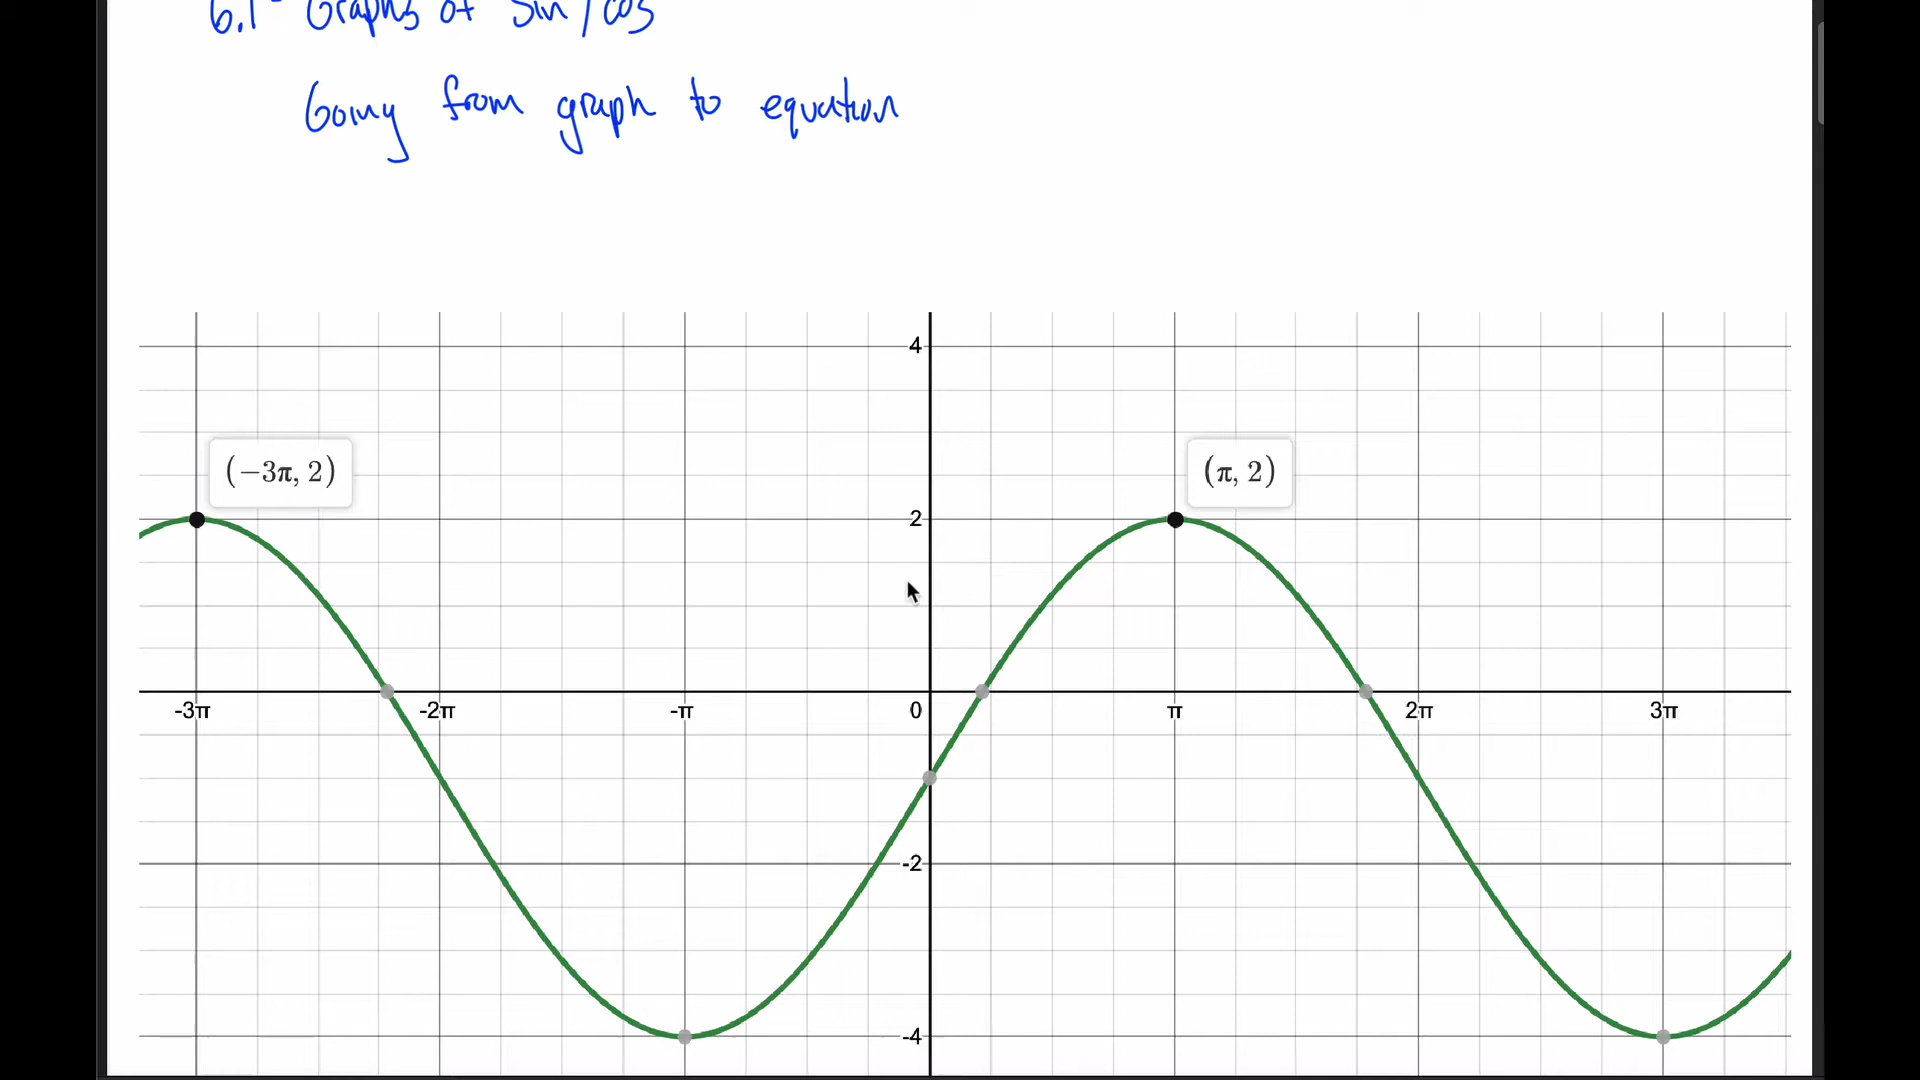 6.1 - Graphs of Sin/cos
Going from graph to equation
4
(−3π, 2)
(π, 2)
2
-3π
-2π
-π
0
π
2π
3π
-2
-4